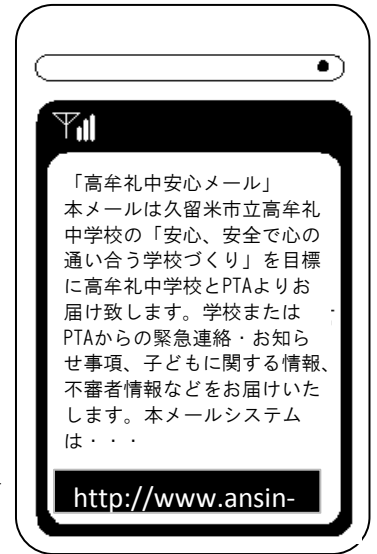 「高牟礼中安心メール」
本メールは久留米市立高牟礼
中学校の「安心、安全で心の
通い合う学校づくり」を目標
に高牟礼中学校とPTAよりお
届け致します。学校または
PTAからの緊急連絡・お知ら
せ事項、子どもに関する情報、
不審者情報などをお届けいた
します。本メールシステム
は・・・
http://www.ansin-